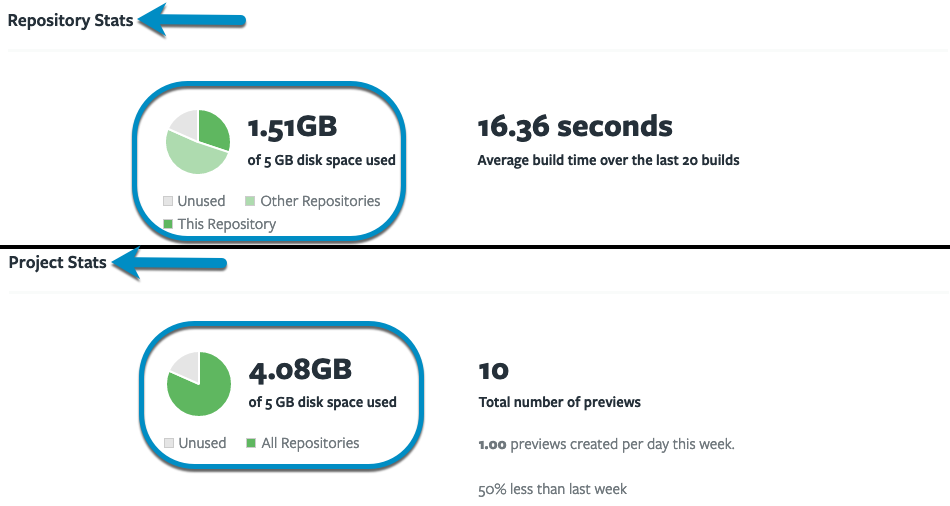 Repository Stats
1.51GB
of 5 GB disk space used
Unused
Other Repositories
This Repository
16.36 seconds
Average build time over the last 20 builds
Project Stats
4.08GB
of 5 GB disk space used
Unused
All Repositories
10
Total number of previews
1.00 previews created per day this week.
50% less than last week